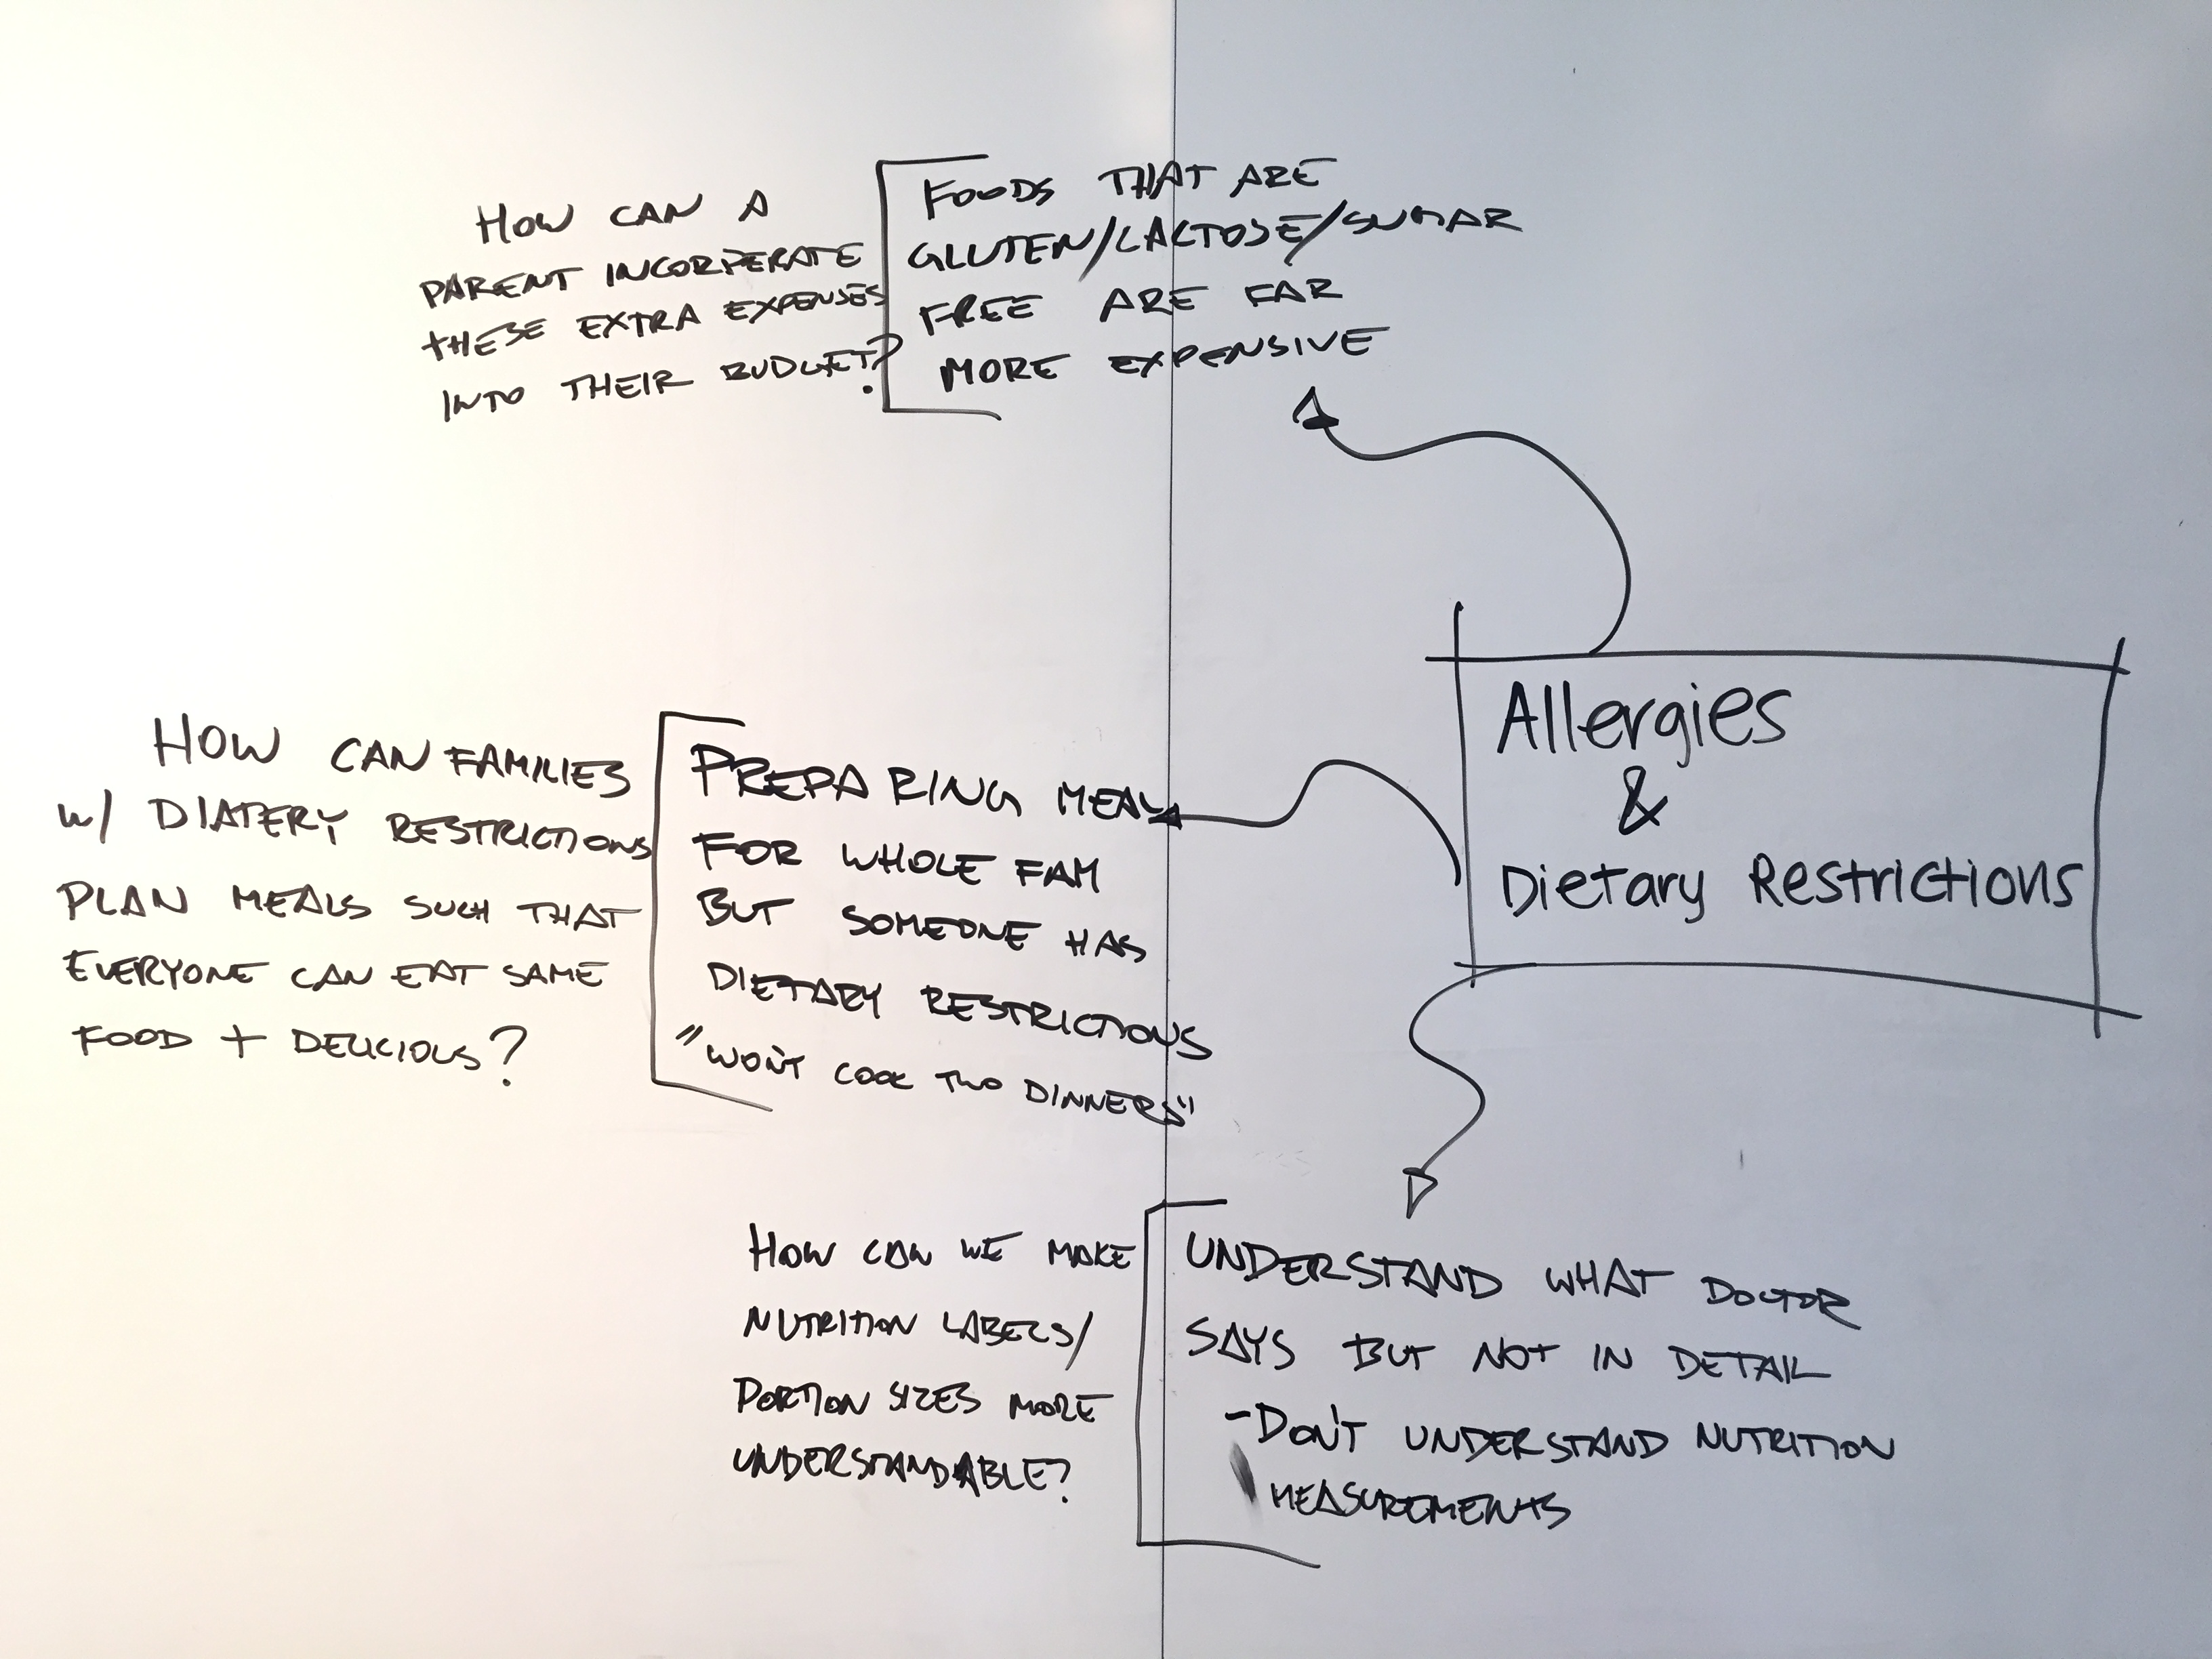 HOW CAN A
PARENT INCORPERATE
THESE EXTRA EXPENSES
INTO THEIR BUDGET?
FOODS THAT ARE
GLUTEN/LACTOSE/SUGAR
FREE ARE FAR
MORE EXPENSIVE
Allergies
&
Dietary Restrictions
HOW CAN FAMILIES
W/ DIATERY RESTRICTIONS
PLAN MEALS SUCH THAT
EVERYONE CAN EAT SAME
FOOD + DELICIOUS?
PREPARING MEAL
FOR WHOLE FAM
BUT SOMEONE HAS
DIETARY RESTRICTIONS
"WON'T COOK TWO DINNERS"
HOW CAN WE MAKE
NUTRITION LABELS/
PORTION SIZES MORE
UNDERSTANDABLE?
UNDERSTAND WHAT DOCTOR
SAYS BUT NOT IN DETAIL
- DON'T UNDERSTAND NUTRITION
MEASUREMENTS